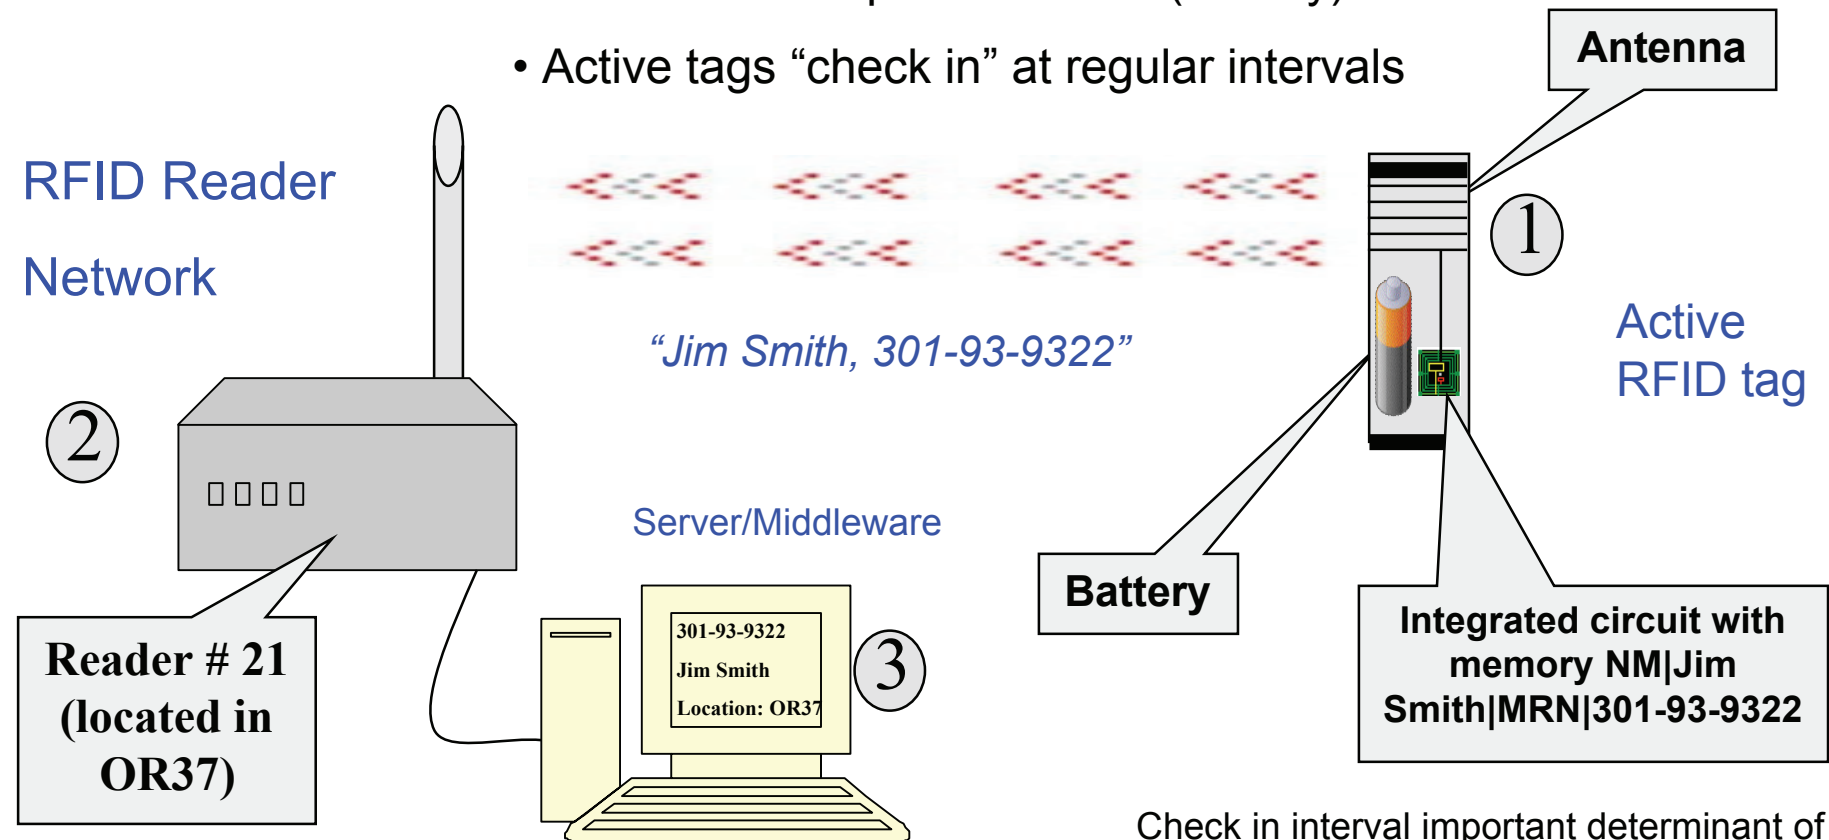 • Active tags “check in” at regular intervals
Antenna
RFID Reader
Network
1
“Jim Smith, 301-93-9322”
Active
RFID tag
2
Server/Middleware
Battery
Integrated circuit with
memory NM|Jim
Smith|MRN|301-93-9322
Reader # 21
(located in
OR37)
301-93-9322
Jim Smith
Location: OR37
3
Check in interval important determinant of